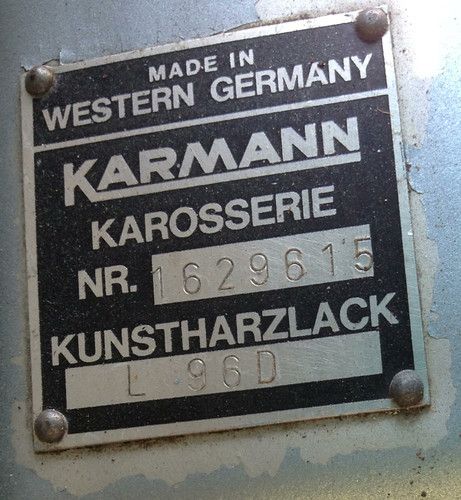 MADE IN
WESTERN GERMANY
KARMANN
KAROSSERIE
NR. 1629615
KUNSTHARZLACK
L 96D